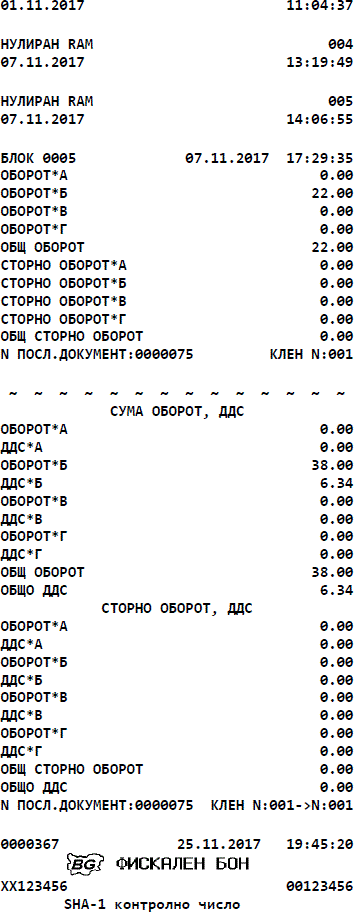 01.11.2017 11:04:37
НУЛИРАН RAM 004
07.11.2017 13:19:49
НУЛИРАН RAM 005
07.11.2017 14:06:55
БЛОК 0005 07.11.2017 17:29:35
ОБОРОТ*А 0.00
ОБОРОТ*Б 22.00
ОБОРОТ*В 0.00
ОБОРОТ*Г 0.00
ОБЩ ОБОРОТ 22.00
СТОРНО ОБОРОТ*А 0.00
СТОРНО ОБОРОТ*Б 0.00
СТОРНО ОБОРОТ*В 0.00
СТОРНО ОБОРОТ*Г 0.00
ОБЩ СТОРНО ОБОРОТ 0.00
N ПОСЛ.ДОКУМЕНТ:0000075 КЛЕН N:001
~ ~ ~ ~ ~ ~ ~ ~ ~ ~ ~ ~ ~ ~
СУМА ОБОРОТ, ДДС
ОБОРОТ*А 0.00
ДДС*А 0.00
ОБОРОТ*Б 38.00
ДДС*Б 6.34
ОБОРОТ*В 0.00
ДДС*В 0.00
ОБОРОТ*Г 0.00
ДДС*Г 0.00
ОБЩ ОБОРОТ 38.00
ОБЩО ДДС 6.34
СТОРНО ОБОРОТ, ДДС
ОБОРОТ*А 0.00
ДДС*А 0.00
ОБОРОТ*Б 0.00
ДДС*Б 0.00
ОБОРОТ*В 0.00
ДДС*В 0.00
ОБОРОТ*Г 0.00
ДДС*Г 0.00
ОБЩ СТОРНО ОБОРОТ 0.00
ОБЩО ДДС 0.00
N ПОСЛ.ДОКУМЕНТ:0000075 КЛЕН N:001->N:001
0000367 25.11.2017 19:45:20
BG ФИСКАЛЕН БОН
XX123456 00123456
SHA-1 контролно число